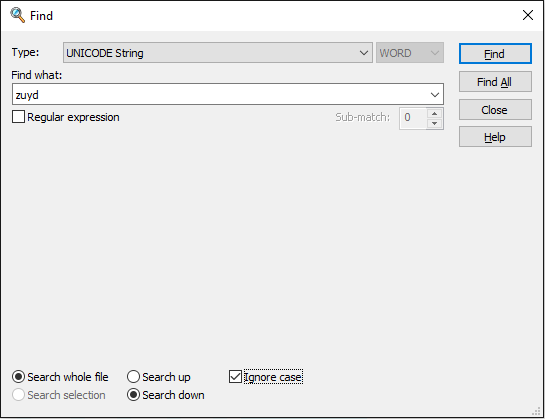 Find
Type: UNICODE String WORD Find
Find what:
zuyd Find All
Regular expression Sub-match: 0 Close
Help
Search whole file Search up Ignore case
Search selection Search down